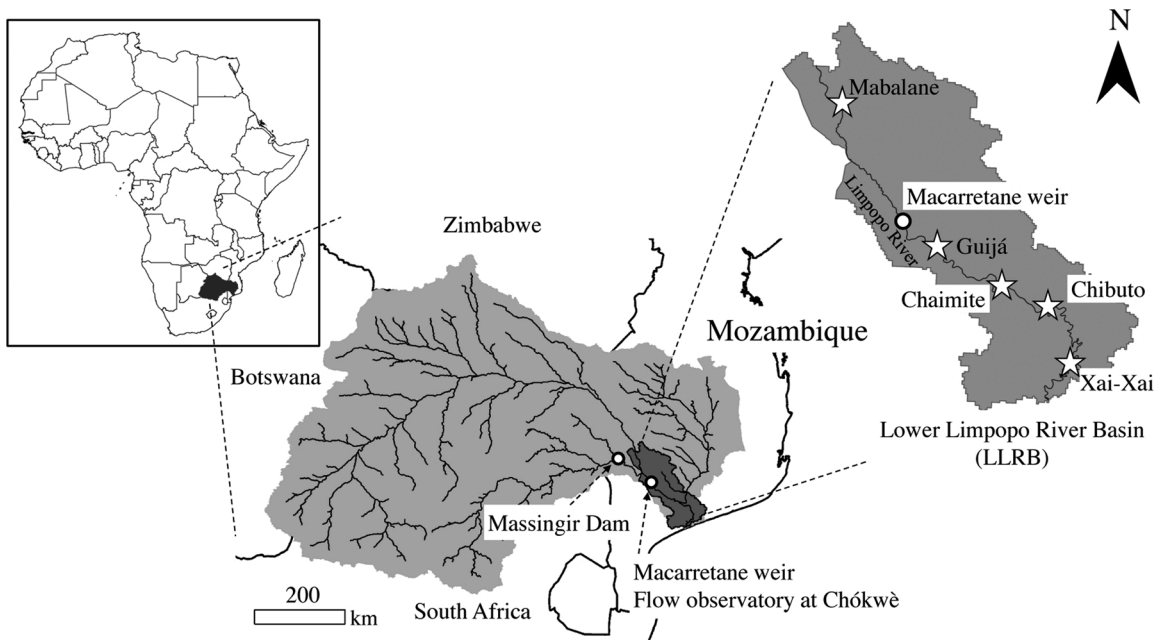 N
Mabalane
Limpopo River
Macarretane weir
Guijá
Chaimite
Chibuto
Xai-Xai
Lower Limpopo River Basin
(LLRB)
Zimbabwe
Mozambique
Botswana
Massingir Dam
Macarretane weir
Flow observatory at Chókwè
South Africa
200
km